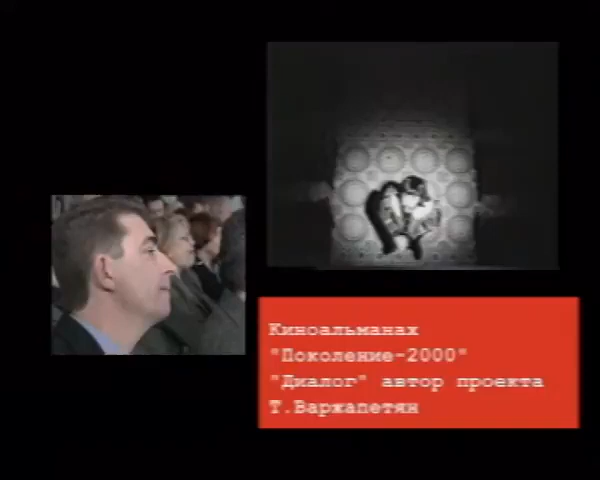 Киноальманах
"Поколение-2000"
"Диалог" автор проекта
Т.Варжапетян